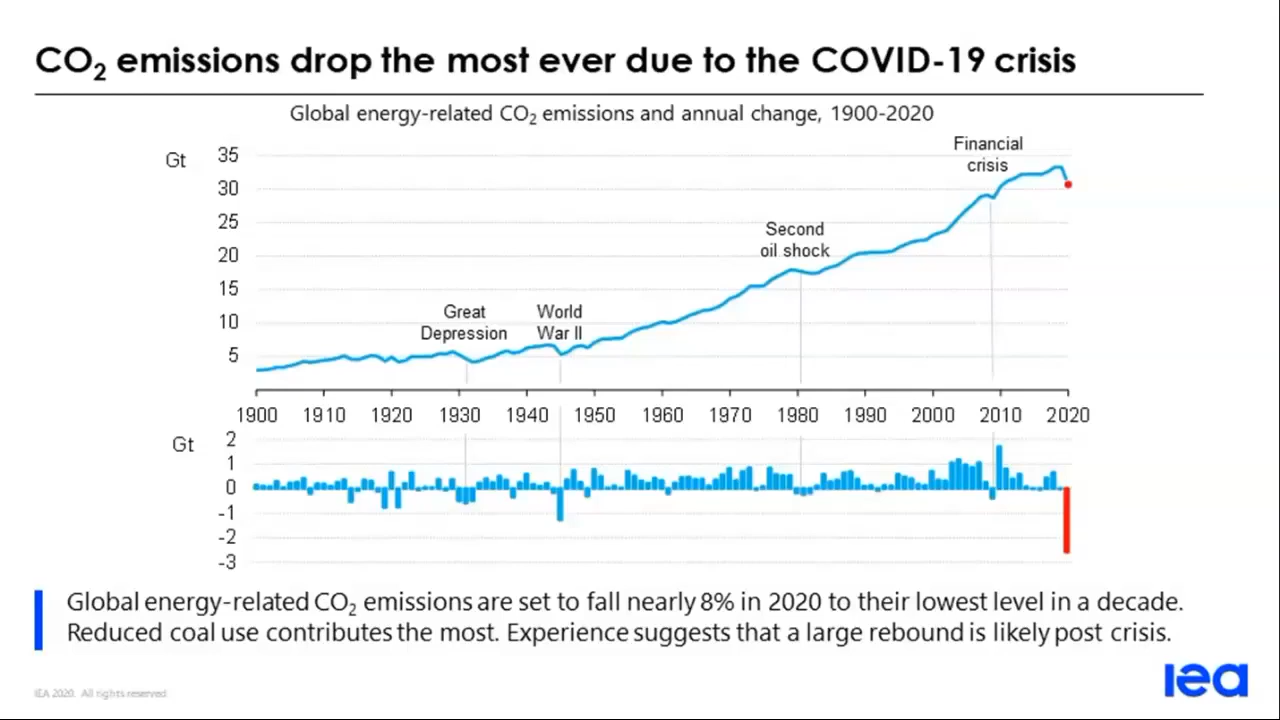 CO₂ emissions drop the most ever due to the COVID-19 crisis
Global energy-related CO₂ emissions and annual change, 1900-2020
Gt
35
30
25
20
15
10
5
Great
Depression
World
War II
Second
oil shock
Financial
crisis
1900 1910 1920 1930 1940 1950 1960 1970 1980 1990 2000 2010 2020
Gt
2
1
0
-1
-2
-3
Global energy-related CO₂ emissions are set to fall nearly 8% in 2020 to their lowest level in a decade.
Reduced coal use contributes the most. Experience suggests that a large rebound is likely post crisis.
IEA 2020. All rights reserved
iea